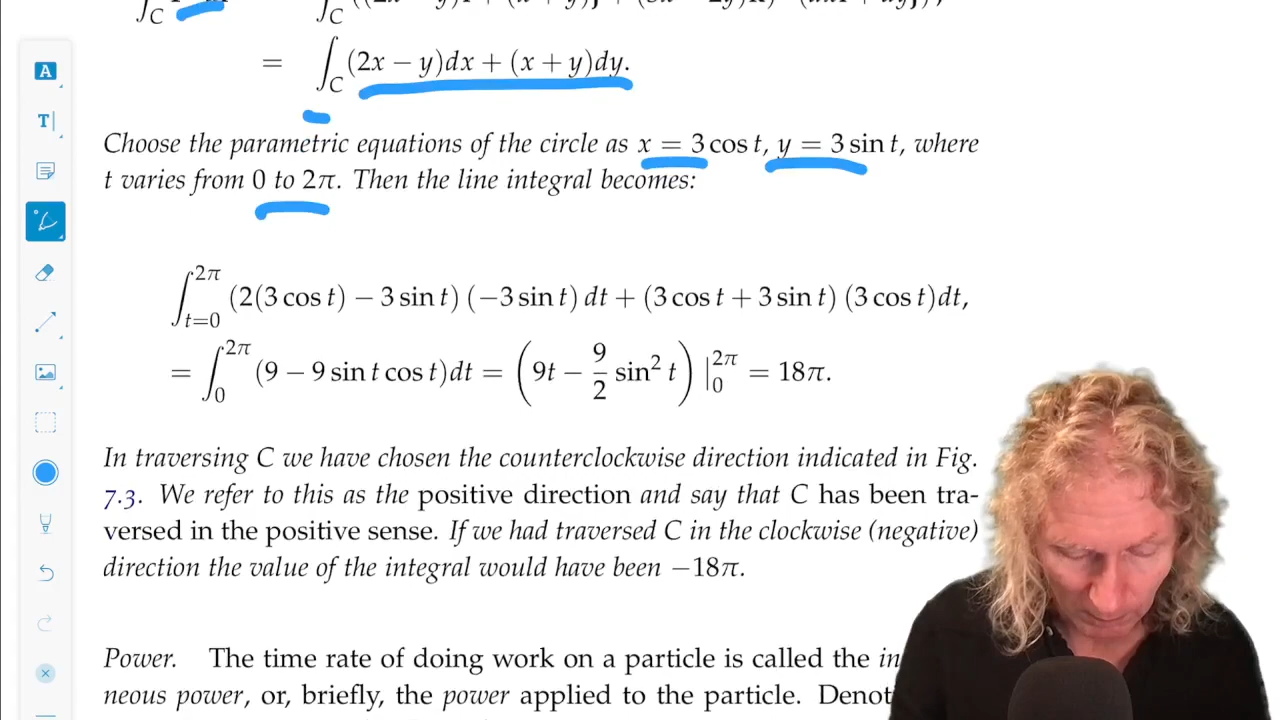 = ∫_C (2x − y)dx + (x + y)dy.
Choose the parametric equations of the circle as x = 3 cos t, y = 3 sin t, where
t varies from 0 to 2π. Then the line integral becomes:
∫_{t=0}^{2π} (2(3 cos t) − 3 sin t) (−3 sin t) dt + (3 cos t + 3 sin t) (3 cos t)dt,
= ∫_0^{2π} (9 − 9 sin t cos t)dt = (9t − 9/2 sin² t) |_0^{2π} = 18π.
In traversing C we have chosen the counterclockwise direction indicated in Fig.
7.3. We refer to this as the positive direction and say that C has been tra-
versed in the positive sense. If we had traversed C in the clockwise (negative)
direction the value of the integral would have been −18π.
Power. The time rate of doing work on a particle is called the in
neous power, or, briefly, the power applied to the particle. Denot